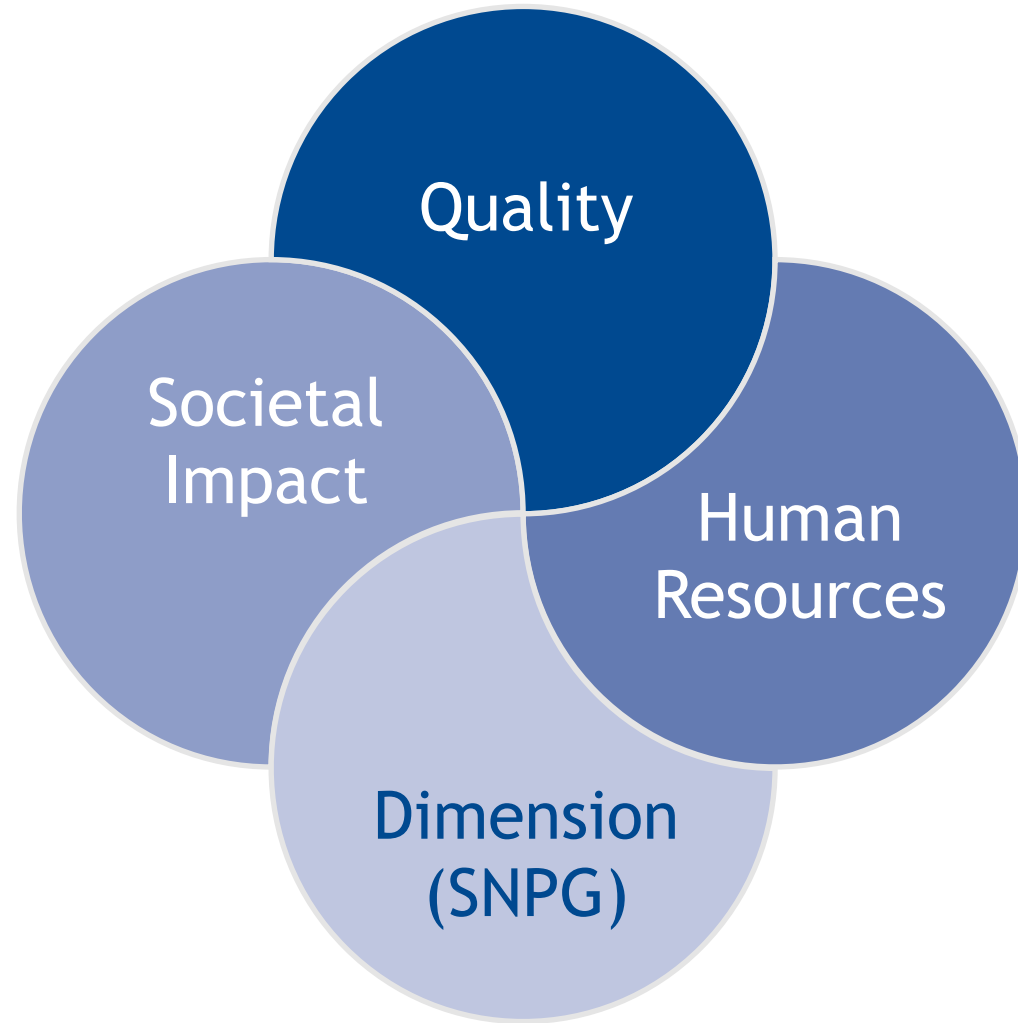 Quality
Societal
Impact
Human
Resources
Dimension
(SNPG)